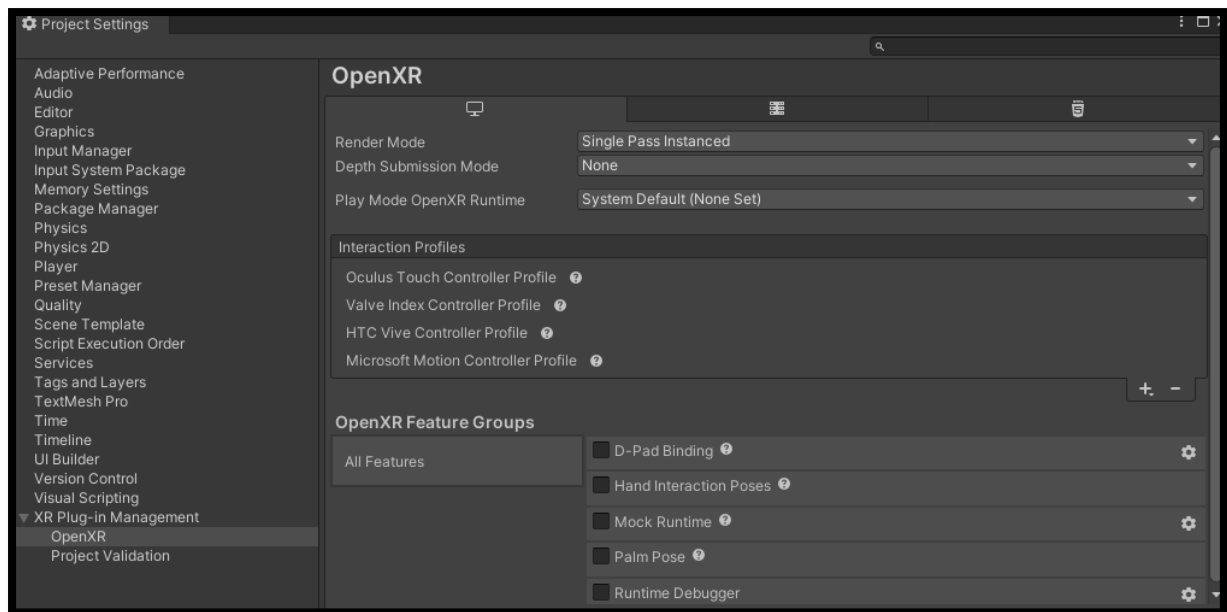 Project Settings
Adaptive Performance
Audio
Editor
Graphics
Input Manager
Input System Package
Memory Settings
Package Manager
Physics
Physics 2D
Player
Preset Manager
Quality
Scene Template
Script Execution Order
Services
Tags and Layers
TextMesh Pro
Time
Timeline
UI Builder
Version Control
Visual Scripting
XR Plug-in Management
OpenXR
Project Validation
OpenXR
Render Mode Single Pass Instanced
Depth Submission Mode None
Play Mode OpenXR Runtime System Default (None Set)
Interaction Profiles
Oculus Touch Controller Profile
Valve Index Controller Profile
HTC Vive Controller Profile
Microsoft Motion Controller Profile
OpenXR Feature Groups
All Features
D-Pad Binding
Hand Interaction Poses
Mock Runtime
Palm Pose
Runtime Debugger